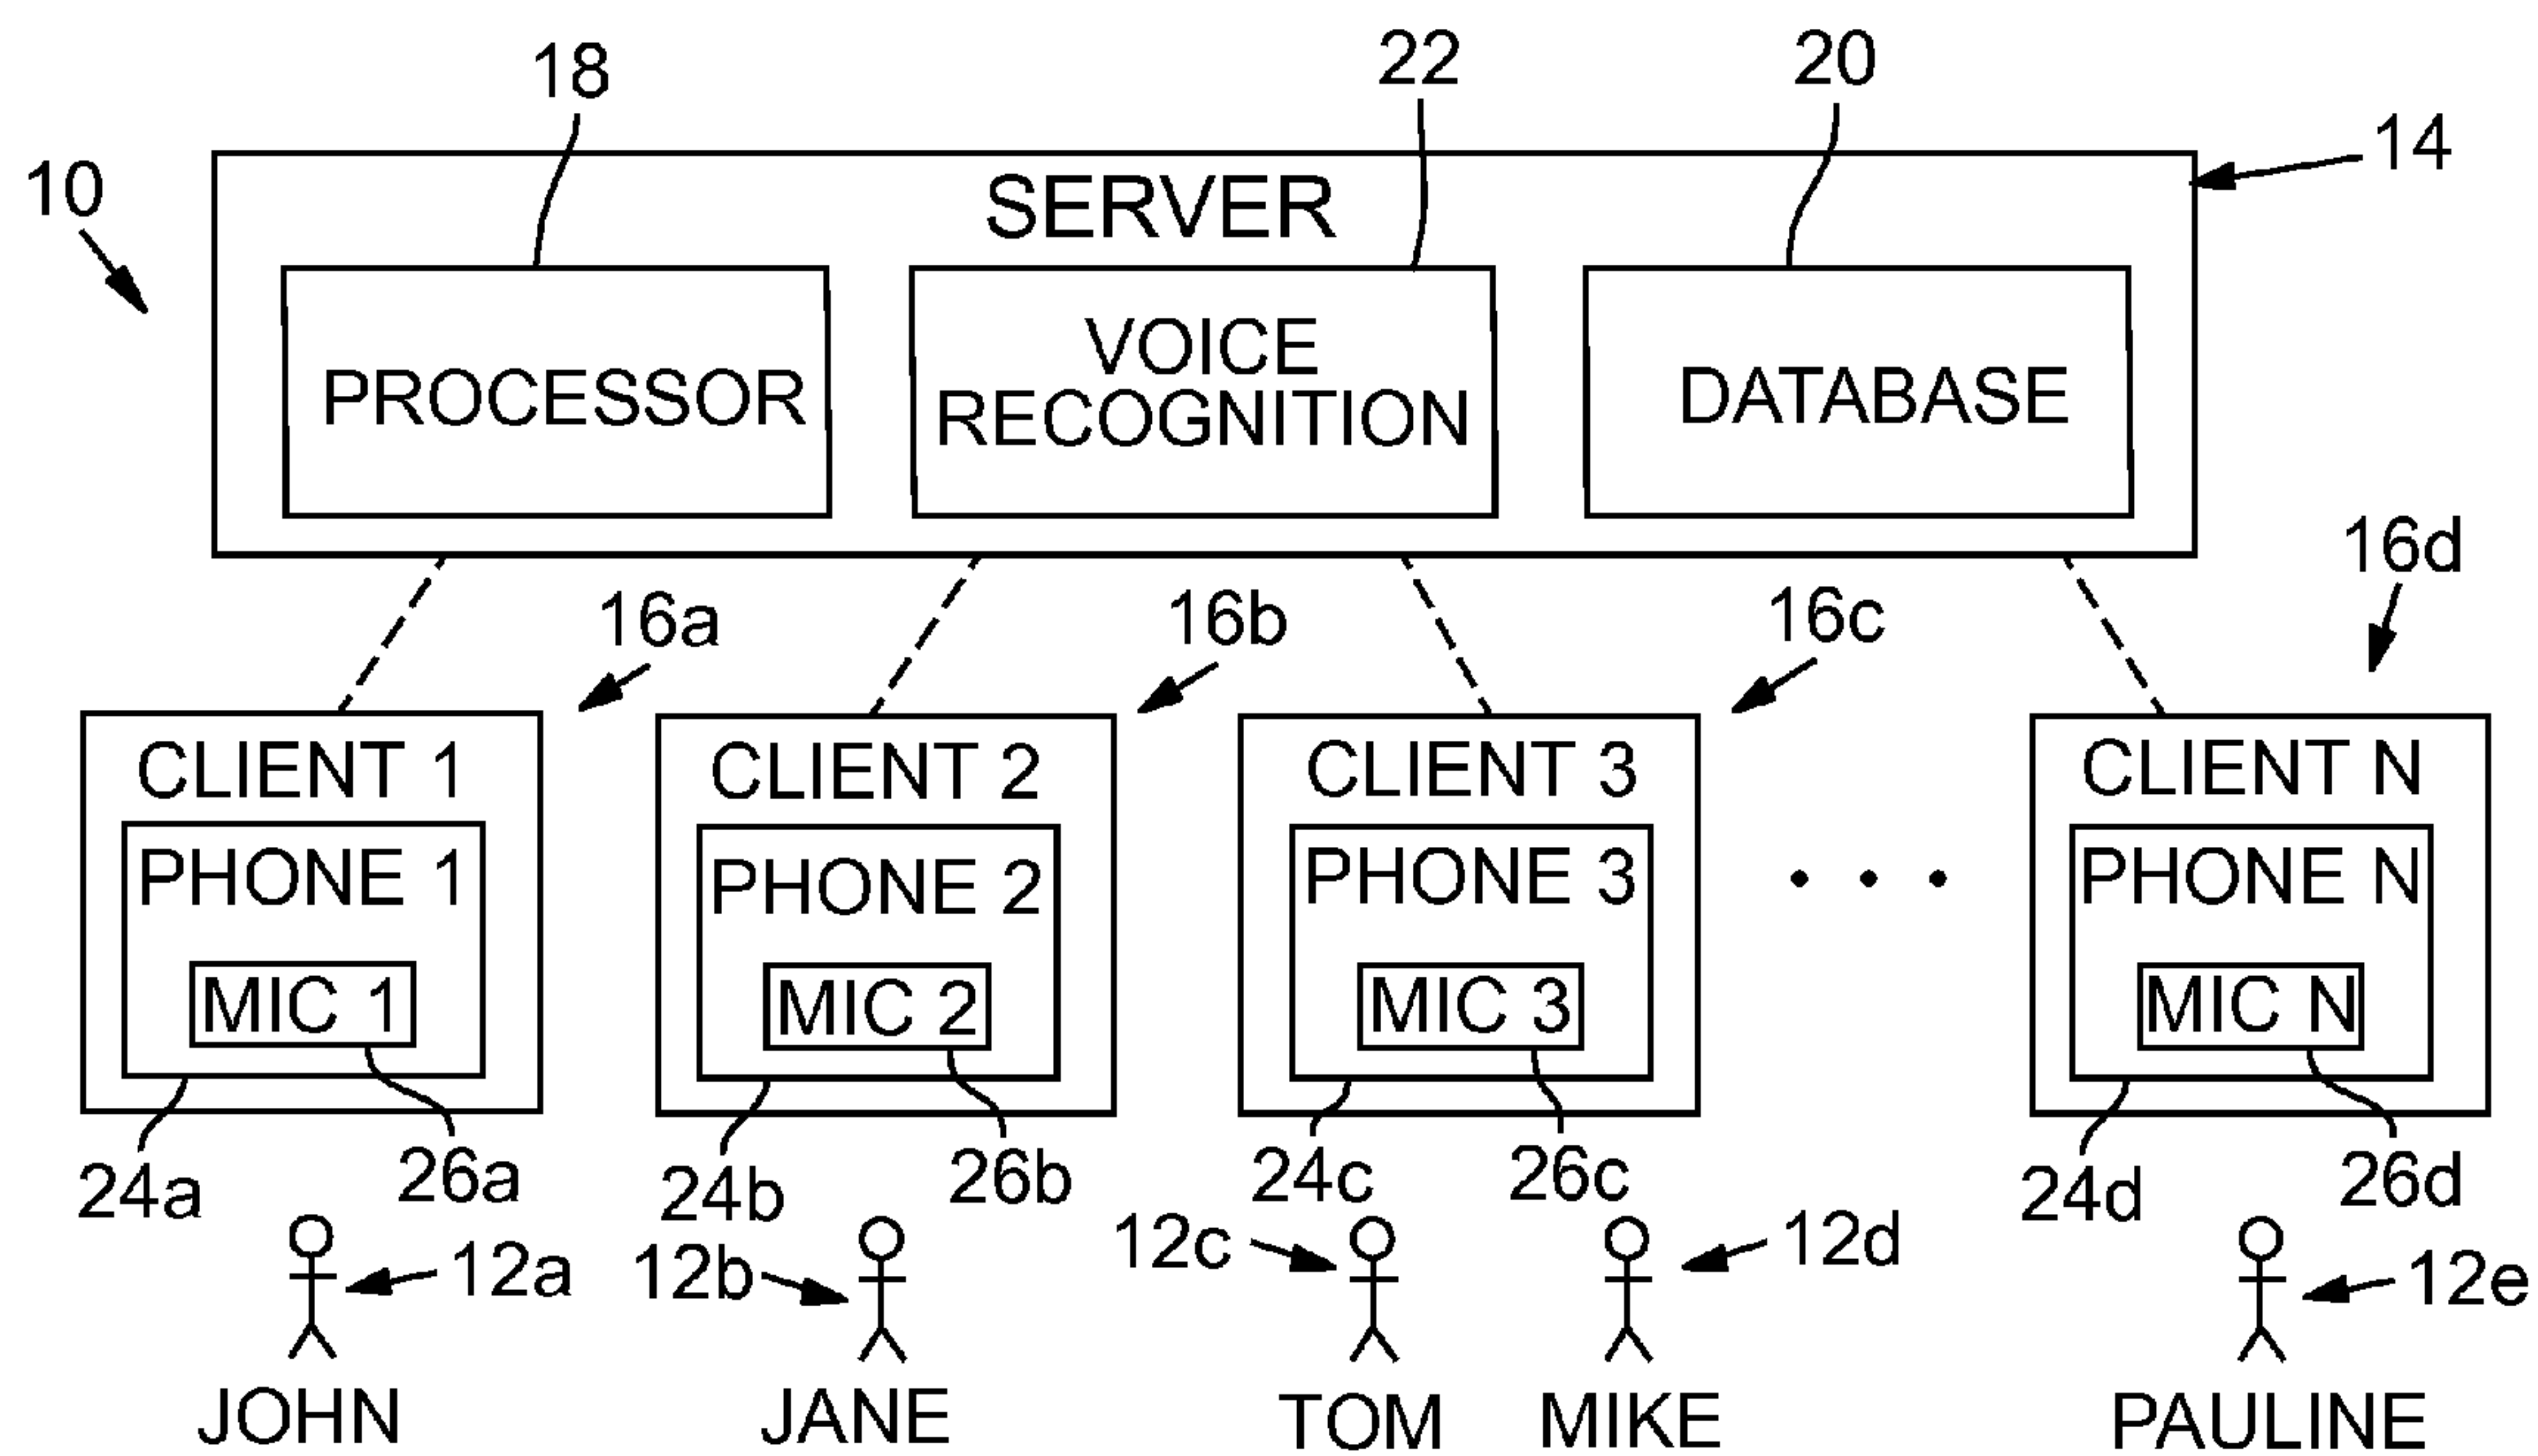 18
22
20
14
10
SERVER
PROCESSOR
VOICE
RECOGNITION
DATABASE
16a
16b
16c
16d
CLIENT 1
CLIENT 2
CLIENT 3
CLIENT N
PHONE 1
PHONE 2
PHONE 3
PHONE N
MIC 1
MIC 2
MIC 3
MIC N
24a
26a
24b
26b
24c
26c
24d
26d
12a
12b
12c
12d
12e
JOHN
JANE
TOM
MIKE
PAULINE